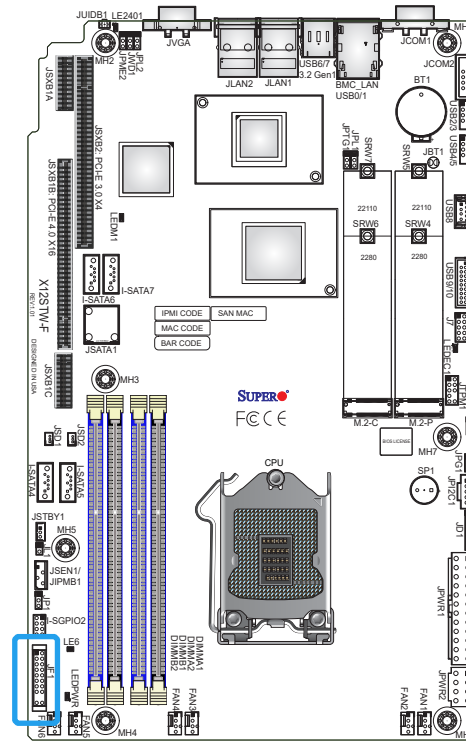 JUIDB1
LE2401
JVGA
JCOM1
MH2
JPME2
JWD1
JPL2
JLAN2
JLAN1
USB6/7
3.2 Gen1
BMC_LAN
USB0/1
JCOM2
BT1
USB2/3
USB4/5
JSXB1A
JSXB2: PCI-E 3.0 X4
JSXB1B: PCI-E 4.0 X16
JPTG1
JPL1
SRW7
SRW5
JBT1
LEDM1
22110
22110
SRW6
SRW4
2280
2280
USB8
USB9/10
J7
LEDEC1
JTPM1
I-SATA7
I-SATA6
X12STW-F
REV:1.01
DESIGNED IN USA
JSATA1
IPMI CODE
SAN MAC
MAC CODE
BAR CODE
JSXB1C
MH3
SUPER
FC CE
M.2-C
M.2-P
BIOS LICENSE
MH7
JSD1
JSD2
I-SATA4
I-SATA5
CPU
SP1
JPG1
JPI2C1
JD1
JSTBY1
MH5
JL1
JSEN1/
JIPMB1
JP1
I-SGPIO2
LE6
JF1
LEDPWR
JPWR1
JPWR2
DIMMB2
DIMMB1
DIMMA2
DIMMA1
FAN6
FAN5
MH4
FAN4
FAN3
FAN2
FAN1